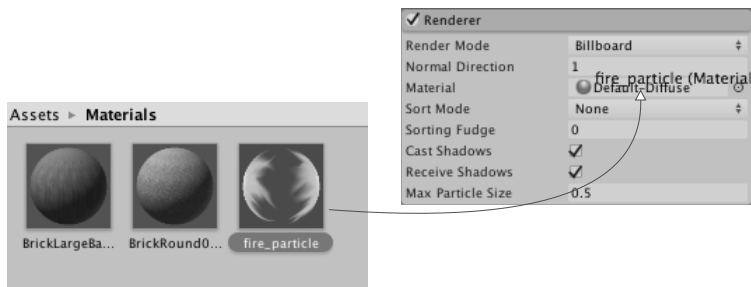 Renderer
Render Mode Billboard
Normal Direction 1
fire_particle (Material
Material Default-Diffuse
Sort Mode None
Sorting Fudge 0
Cast Shadows
Receive Shadows
Max Particle Size 0.5
Assets ▸ Materials
BrickLargeBa... BrickRound0... fire_particle